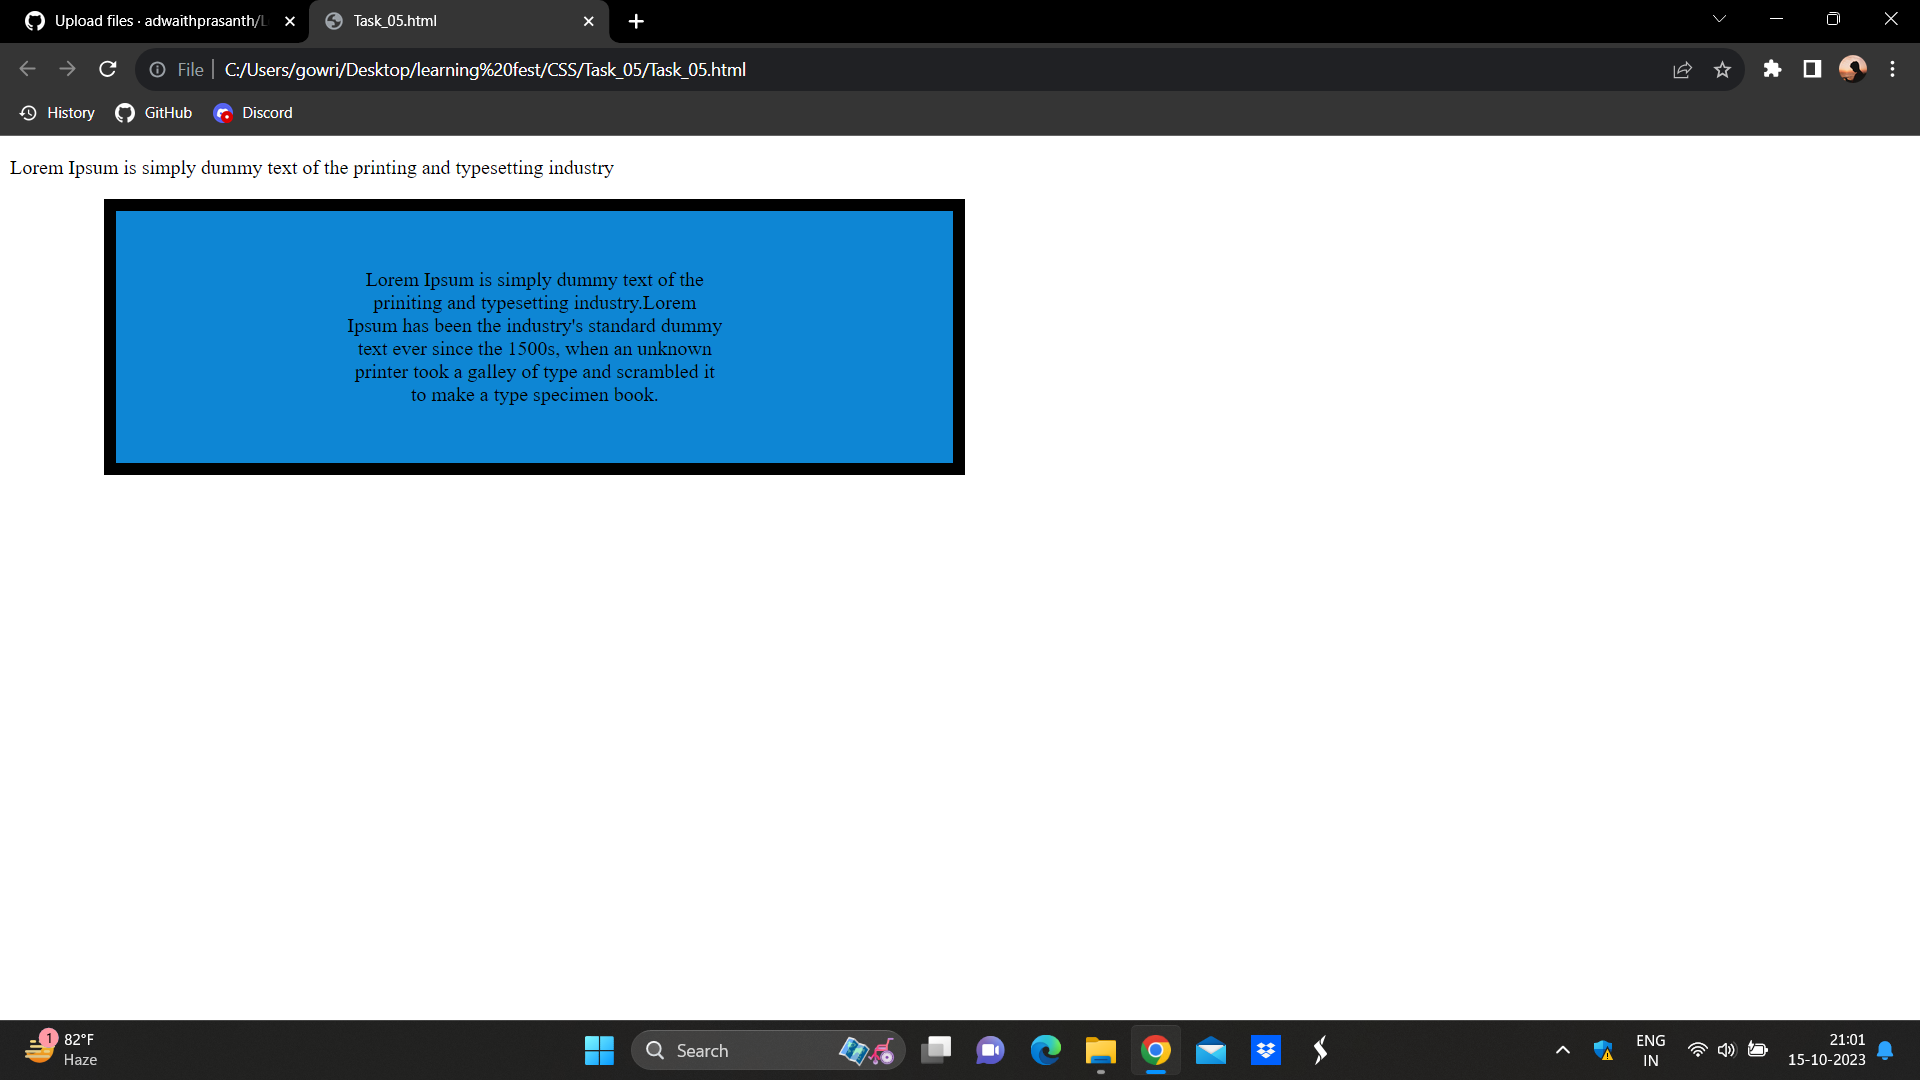 Upload files · adwaithprasanth/L
Task_05.html
File
C:/Users/gowri/Desktop/learning%20fest/CSS/Task_05/Task_05.html
History
GitHub
Discord
Lorem Ipsum is simply dummy text of the printing and typesetting industry
Lorem Ipsum is simply dummy text of the
priniting and typesetting industry.Lorem
Ipsum has been the industry's standard dummy
text ever since the 1500s, when an unknown
printer took a galley of type and scrambled it
to make a type specimen book.
1
82°F
Haze
Search
ENG
IN
21:01
15-10-2023